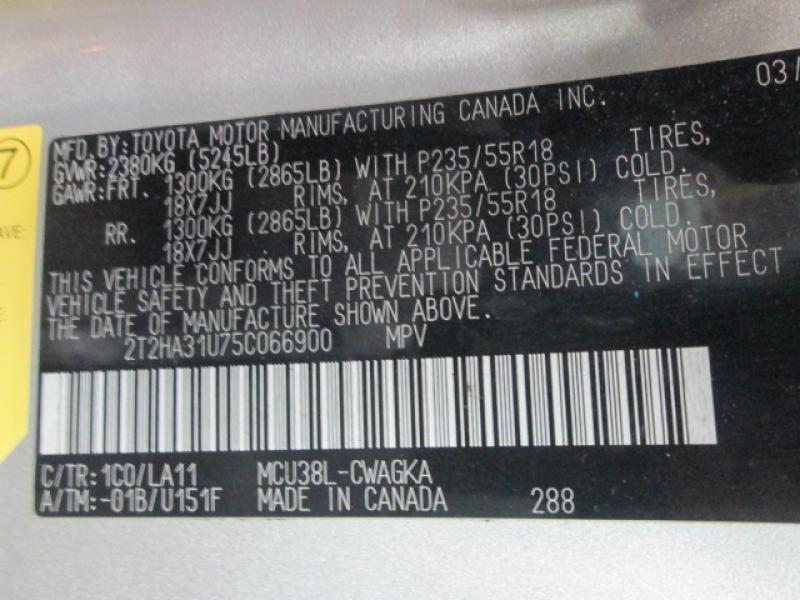 03/
MFD.BY:TOYOTA MOTOR MANUFACTURING CANADA INC.
GVWR:2380KG (5245LB)
GAWR:FRT. 1300KG (2865LB) WITH P235/55R18 TIRES,
18X7JJ RIMS, AT 210KPA (30PSI) COLD.
RR. 1300KG (2865LB) WITH P235/55R18 TIRES,
18X7JJ RIMS, AT 210KPA (30PSI) COLD.
THIS VEHICLE CONFORMS TO ALL APPLICABLE FEDERAL MOTOR
VEHICLE SAFETY AND THEFT PREVENTION STANDARDS IN EFFECT
THE DATE OF MANUFACTURE SHOWN ABOVE.
2T2HA31U75C066900 MPV
C/TR:1C0/LA11 MCU38L-CWAGKA
A/TM:-01B/U151F MADE IN CANADA 288
7
AVE: